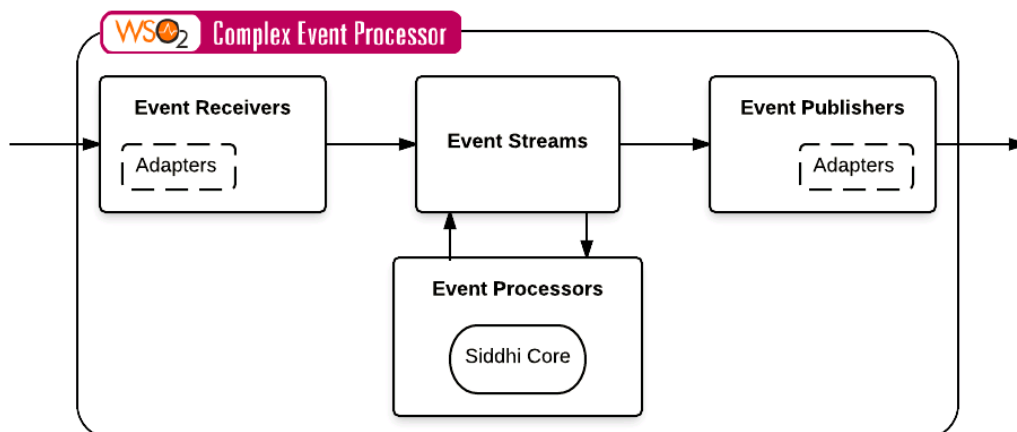 WSO2 Complex Event Processor
Event Receivers
Adapters
Event Streams
Event Publishers
Adapters
Event Processors
Siddhi Core